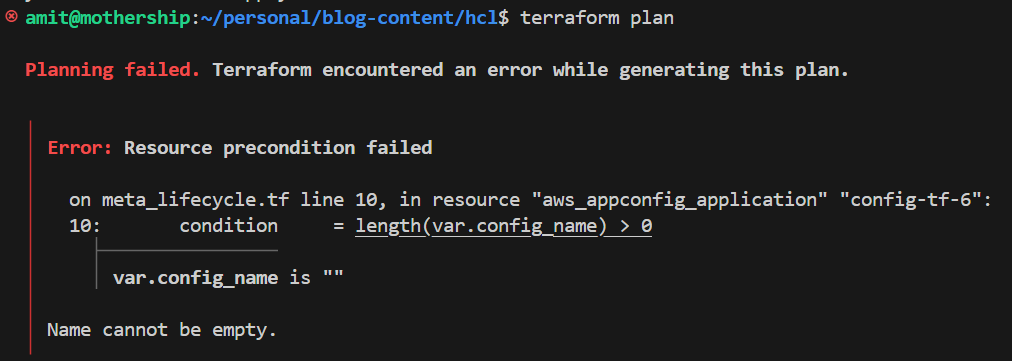 amit@mothership:~/personal/blog-content/hcl$ terraform plan
Planning failed. Terraform encountered an error while generating this plan.
Error: Resource precondition failed
on meta_lifecycle.tf line 10, in resource "aws_appconfig_application" "config-tf-6":
10: condition = length(var.config_name) > 0
var.config_name is ""
Name cannot be empty.